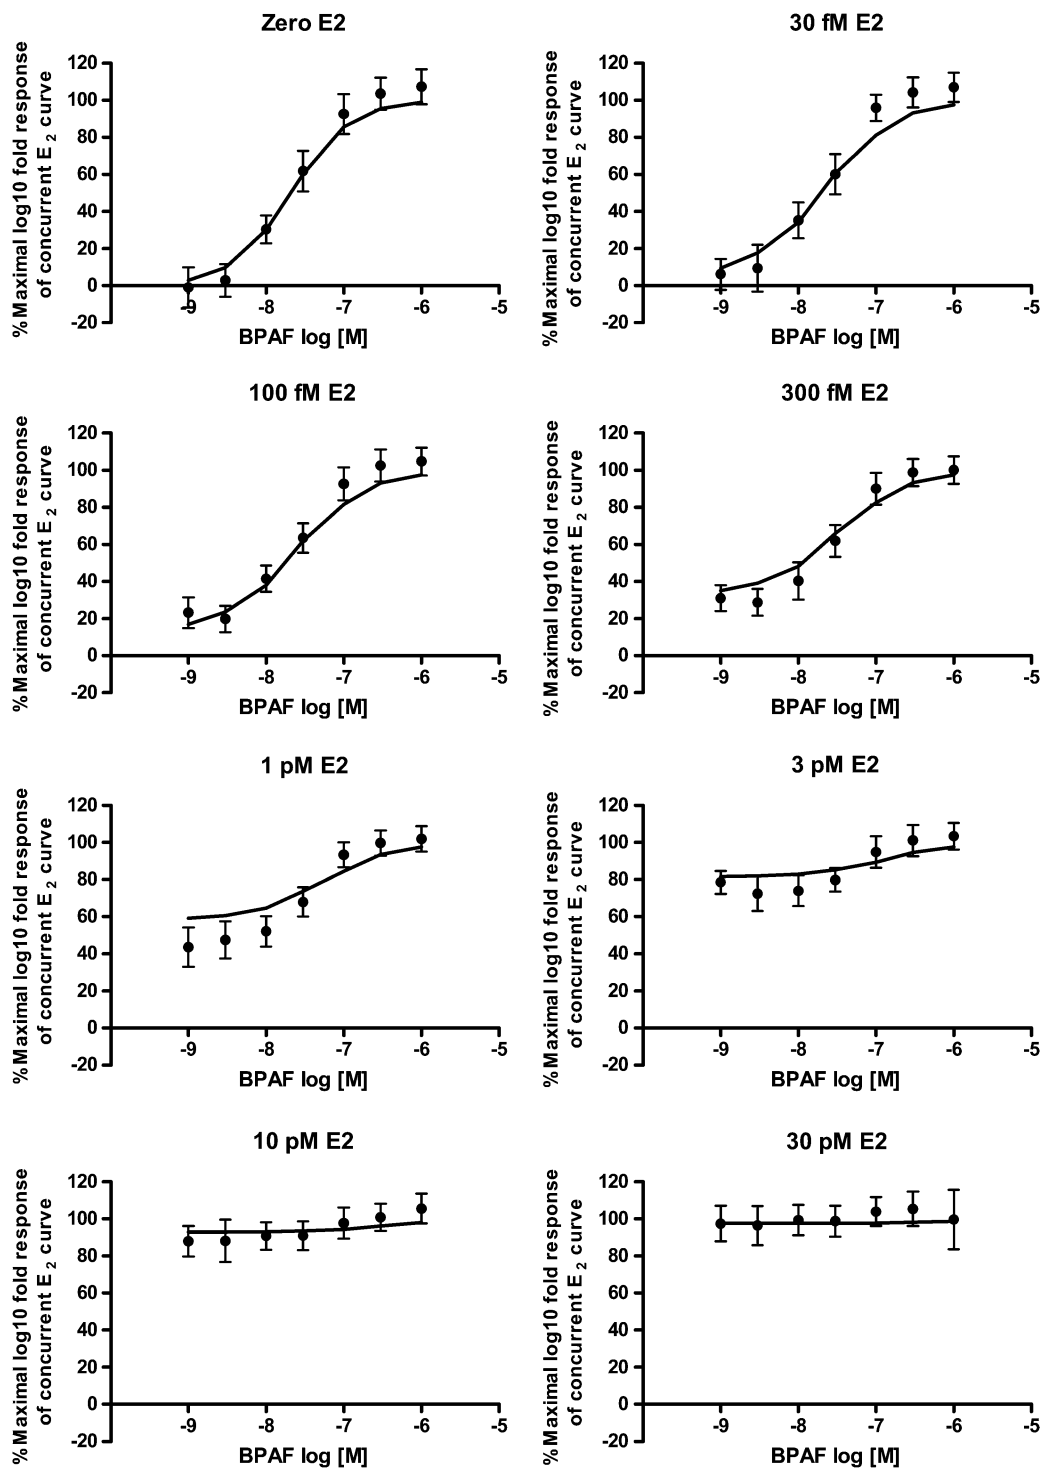 Zero E2
%Maximal log10 fold response
of concurrent E 2 curve
120
100
80
60
40
20
0
-20
-9 -8 -7 -6 -5
BPAF log [M]
30 fM E2
%Maximal log10 fold response
of concurrent E 2 curve
120
100
80
60
40
20
0
-20
-9 -8 -7 -6 -5
BPAF log [M]
100 fM E2
%Maximal log10 fold response
of concurrent E 2 curve
120
100
80
60
40
20
0
-20
-9 -8 -7 -6 -5
BPAF log [M]
300 fM E2
%Maximal log10 fold response
of concurrent E 2 curve
120
100
80
60
40
20
0
-20
-9 -8 -7 -6 -5
BPAF log [M]
1 pM E2
%Maximal log10 fold response
of concurrent E 2 curve
120
100
80
60
40
20
0
-20
-9 -8 -7 -6 -5
BPAF log [M]
3 pM E2
%Maximal log10 fold response
of concurrent E 2 curve
120
100
80
60
40
20
0
-20
-9 -8 -7 -6 -5
BPAF log [M]
10 pM E2
%Maximal log10 fold response
of concurrent E 2 curve
120
100
80
60
40
20
0
-9 -8 -7 -6 -5
BPAF log [M]
30 pM E2
%Maximal log10 fold response
of concurrent E 2 curve
120
100
80
60
40
20
0
-9 -8 -7 -6 -5
BPAF log [M]